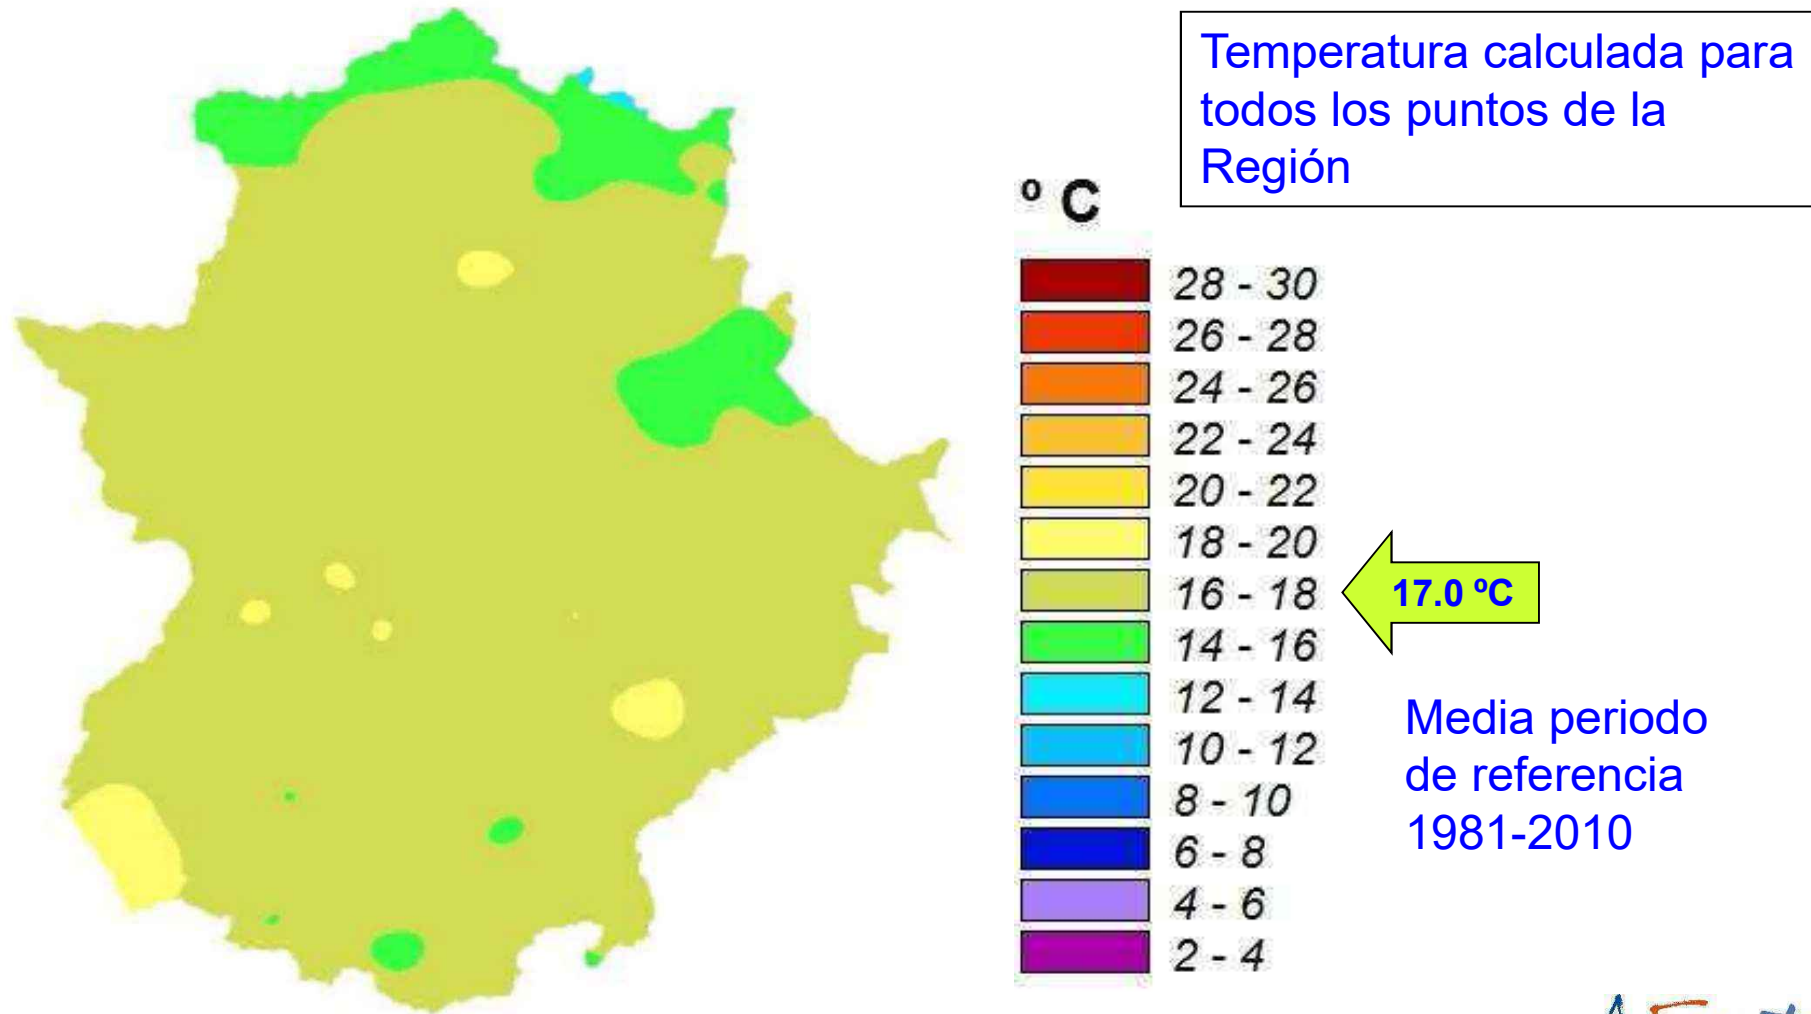 Temperatura calculada para
todos los puntos de la
Región
º C
28 - 30
26 - 28
24 - 26
22 - 24
20 - 22
18 - 20
16 - 18
17.0 ºC
14 - 16
12 - 14
10 - 12
8 - 10
6 - 8
4 - 6
2 - 4
Media periodo
de referencia
1981-2010